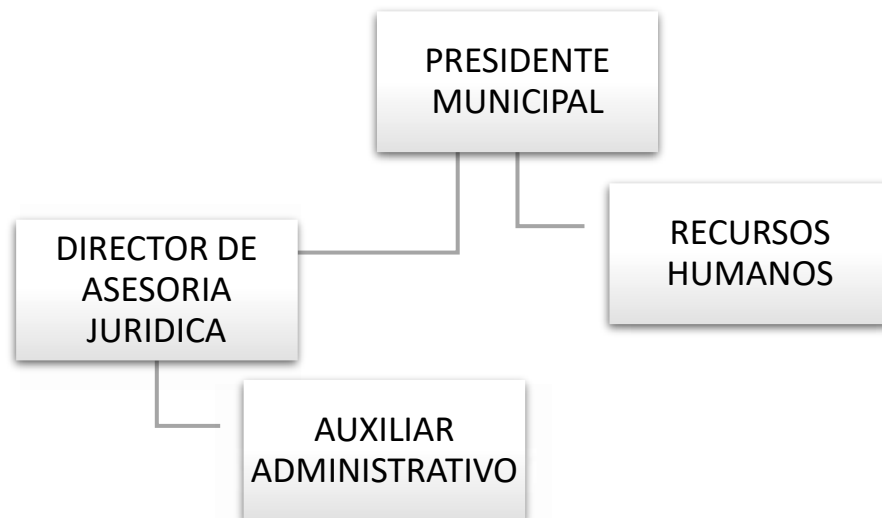 PRESIDENTE
MUNICIPAL
RECURSOS
HUMANOS
DIRECTOR DE
ASESORIA
JURIDICA
AUXILIAR
ADMINISTRATIVO